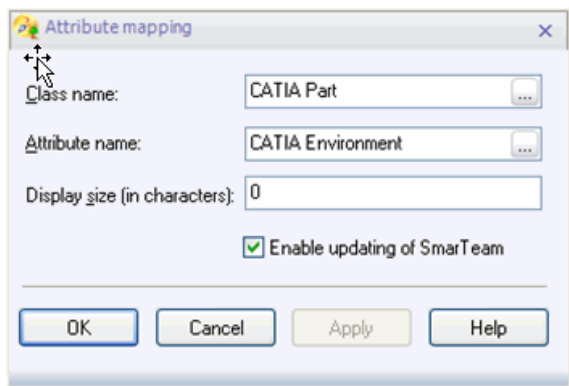 Attribute mapping
Class name: CATIA Part ...
Attribute name: CATIA Environment ...
Display size (in characters): 0
Enable updating of SmarTeam
OK Cancel Apply Help